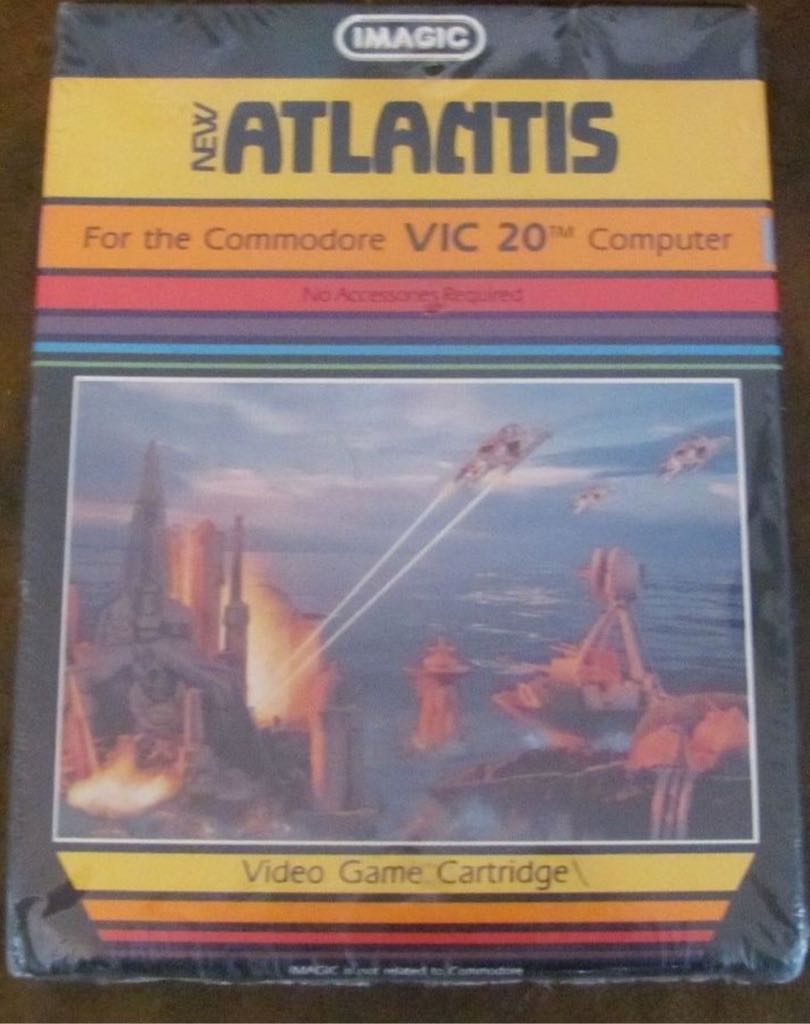 IMAGIC
NEW ATLANTIS
For the Commodore VIC 20™ Computer
No Accessories Required
Video Game Cartridge
IMAGIC is not related to Commodore